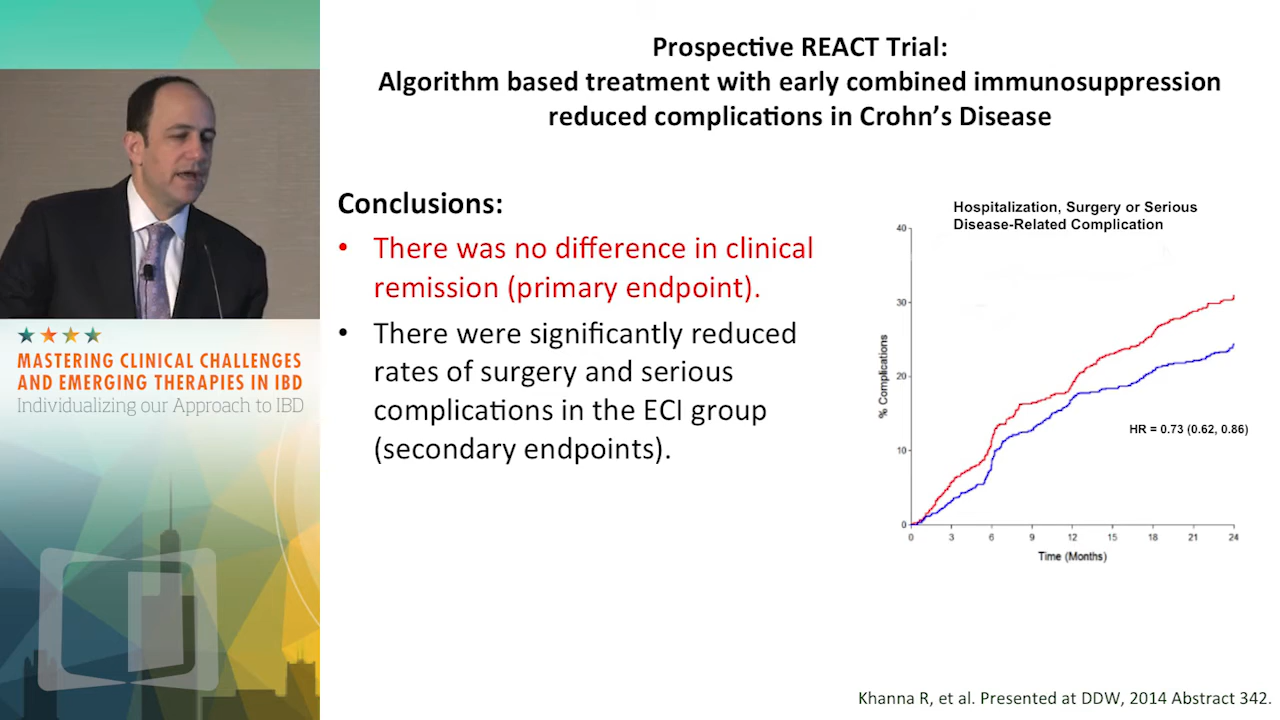 Prospective REACT Trial:
Algorithm based treatment with early combined immunosuppression
reduced complications in Crohn's Disease
MASTERING CLINICAL CHALLENGES
AND EMERGING THERAPIES IN IBD
Individualizing our Approach to IBD
Conclusions:
• There was no difference in clinical
remission (primary endpoint).
• There were significantly reduced
rates of surgery and serious
complications in the ECI group
(secondary endpoints).
Hospitalization, Surgery or Serious
Disease-Related Complication
% Complications
40
30
20
10
0
HR = 0.73 (0.62, 0.86)
0 3 6 9 12 15 18 21 24
Time (Months)
Khanna R, et al. Presented at DDW, 2014 Abstract 342.